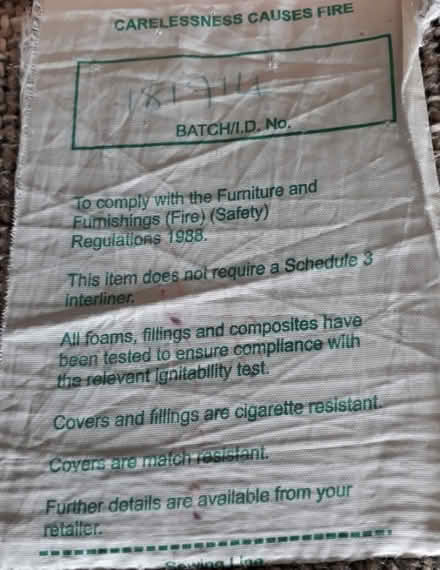 CARELESSNESS CAUSES FIRE
BATCH/I.D. No.
To comply with the Furniture and
Furnishings (Fire) (Safety)
Regulations 1988.
This item does not require a Schedule 3
interliner.
All foams, fillings and composites have
been tested to ensure compliance with
the relevant ignitability test.
Covers and fillings are cigarette resistant.
Covers are match resistant.
Further details are available from your
retailer.
Sewing Line